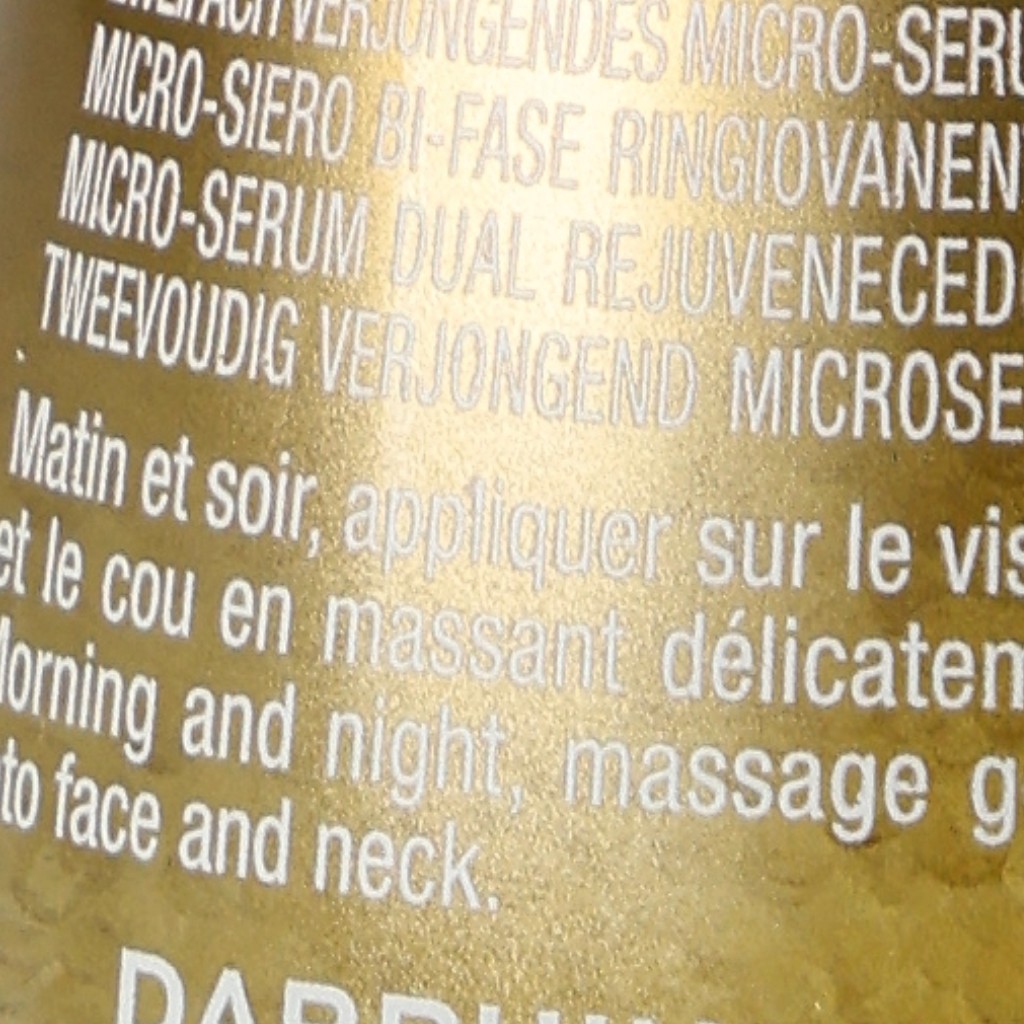 VERJÜNGENDES MICRO-SERU
MICRO-SIERO BI-FASE RINGIOVANEN
MICRO-SERUM DUAL REJUVENECED
TWEEVOUDIG VERJONGEND MICROSE
Matin et soir, appliquer sur le vis
et le cou en massant délicatem
Morning and night, massage g
to face and neck.